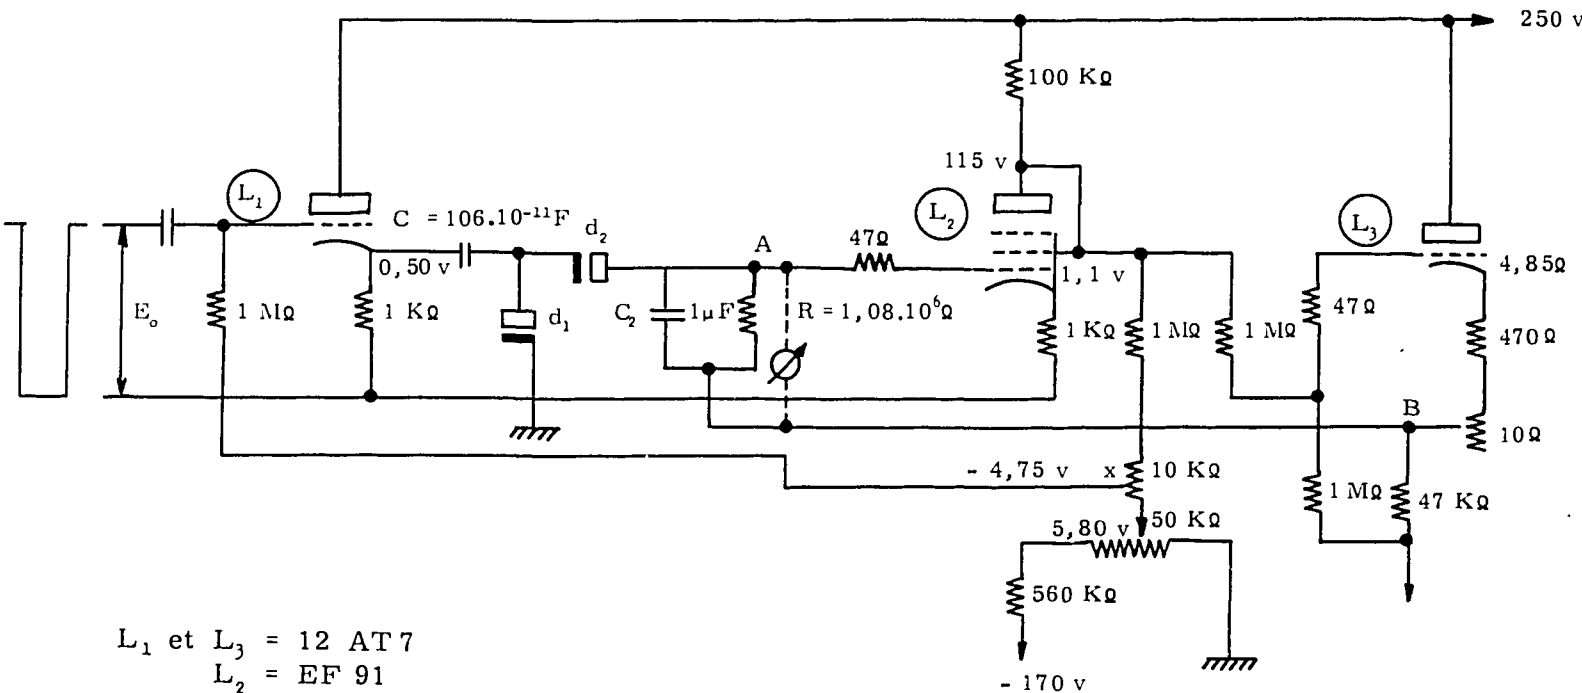 250 v
100 KΩ
115 v
L₁
C = 106.10⁻¹¹F
d₂
L₂
A
47Ω
L₃
0,50 v
1,1 v
4,85Ω
E₀
1 MΩ
1 KΩ
d₁
C₂
1μF
R = 1,08.10⁶Ω
1 KΩ
1 MΩ
1 MΩ
47Ω
470Ω
B
10Ω
- 4,75 v
x
10 KΩ
1 MΩ
47 KΩ
50 KΩ
5,80 v
560 KΩ
L₁ et L₃ = 12 AT 7
L₂ = EF 91
- 170 v